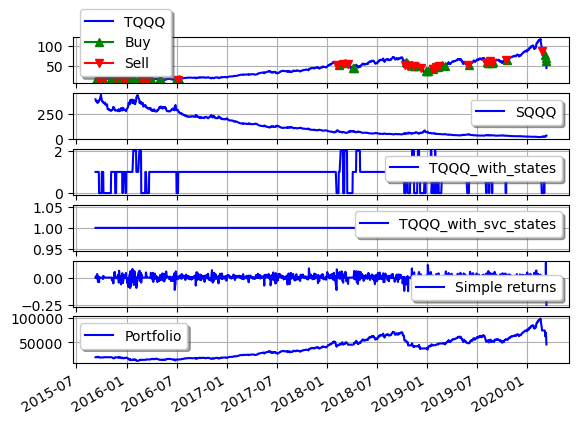 TQQQ
Buy
Sell
100
50
SQQQ
250
0
TQQQ_with_states
2
0
TQQQ_with_svc_states
1.05
1.00
0.95
Simple returns
0.00
−0.25
Portfolio
100000
50000
2015-07
2016-01
2016-07
2017-01
2017-07
2018-01
2018-07
2019-01
2019-07
2020-01